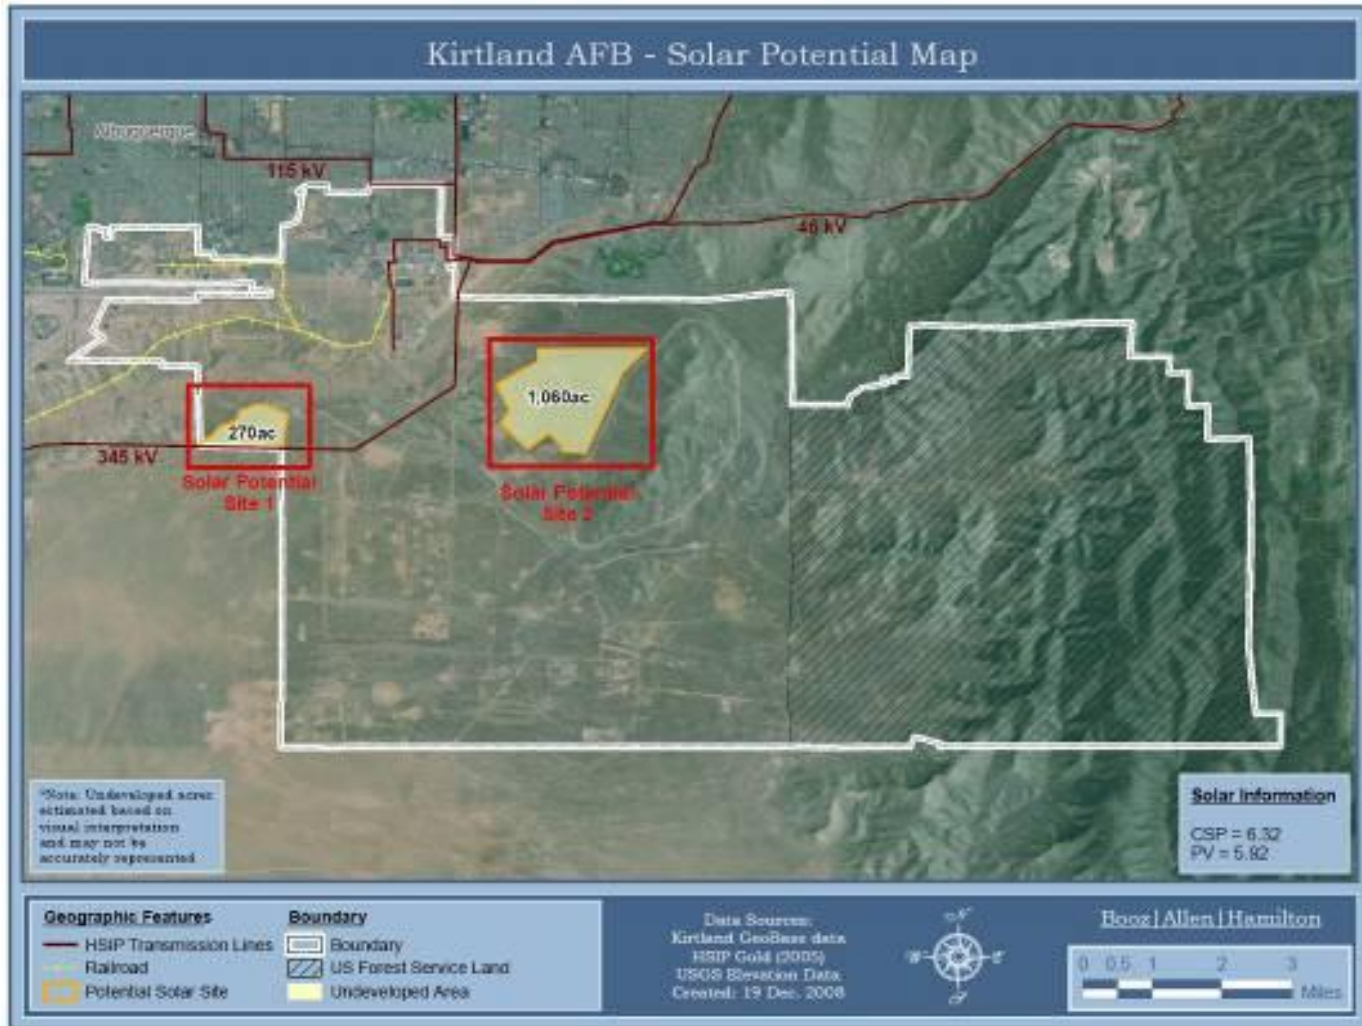 Kirtland AFB - Solar Potential Map
Albuquerque
115 kV
46 kV
1,060ac
270ac
345 kV
Solar Potential
Site 1
Solar Potential
Site 2
*Note: Undeveloped acres
estimated based on
visual interpretation
and may not be
accurately represented
Solar Information
CSP = 6.32
PV = 5.92
Geographic Features
HSIP Transmission Lines
Railroad
Potential Solar Site
Boundary
Boundary
US Forest Service Land
Undeveloped Area
Data Sources:
Kirtland GeoBase data
HSIP Gold (2005)
USGS Elevation Data
Created: 19 Dec. 2008
N
W
E
S
Booz|Allen|Hamilton
0 0.5 1 2 3
Miles